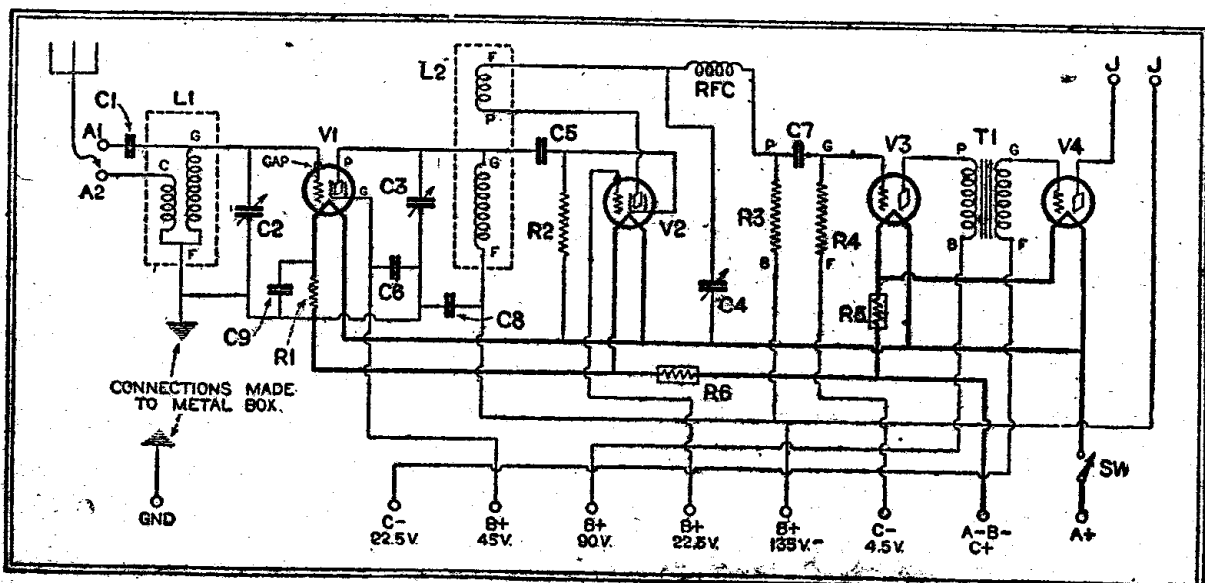 C1
L1
A1
A2
C
G
F
V1
GAP
P
G
C2
C9
R1
C3
C6
C8
L2
F
P
G
F
C5
R2
V2
RFC
C4
P
C7
G
R3
R4
B
F
V3
R5
R6
P
T1
G
B
F
V4
J
J
SW
CONNECTIONS MADE
TO METAL BOX.
GND
C-
22.5V.
B+
45V.
B+
90V.
B+
22.5V.
B+
135V.
C-
4.5V.
A-B-
C+
A+